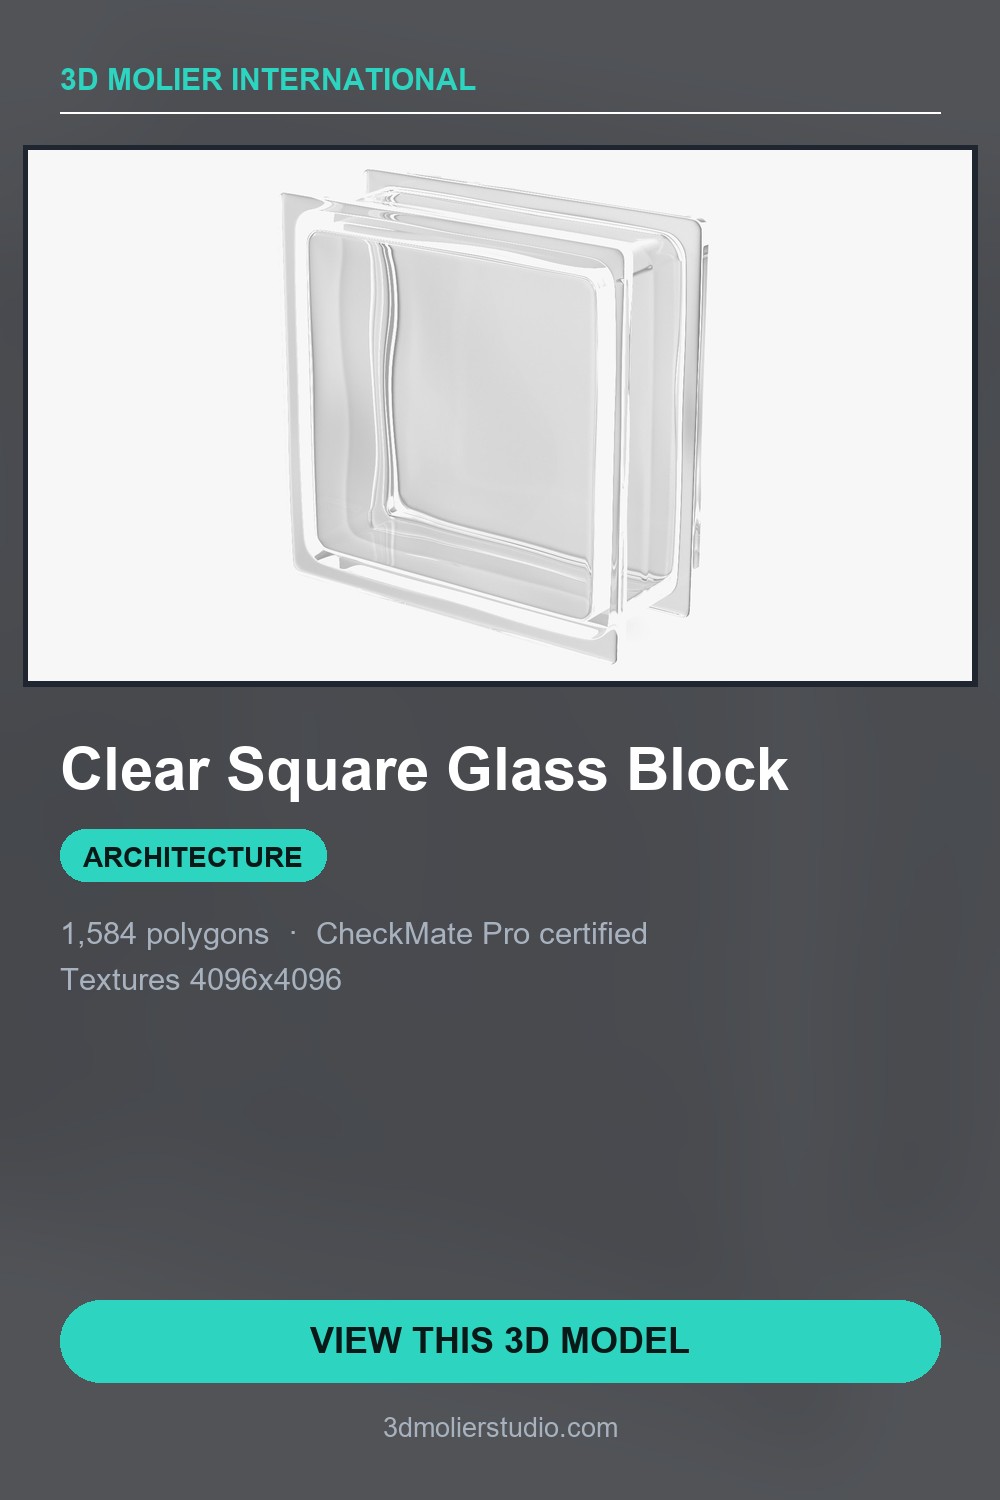 3D MOLIER INTERNATIONAL
Clear Square Glass Block
ARCHITECTURE
1,584 polygons · CheckMate Pro certified
Textures 4096x4096
VIEW THIS 3D MODEL
3dmolierstudio.com